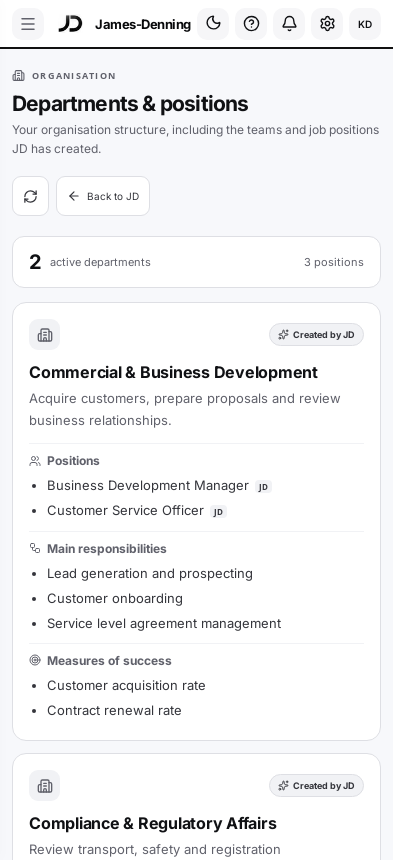 JD James-Denning KD
ORGANISATION
Departments & positions
Your organisation structure, including the teams and job positions
JD has created.
Back to JD
2 active departments 3 positions
Created by JD
Commercial & Business Development
Acquire customers, prepare proposals and review
business relationships.
Positions
• Business Development Manager JD
• Customer Service Officer JD
Main responsibilities
• Lead generation and prospecting
• Customer onboarding
• Service level agreement management
Measures of success
• Customer acquisition rate
• Contract renewal rate
Created by JD
Compliance & Regulatory Affairs
Review transport, safety and registration